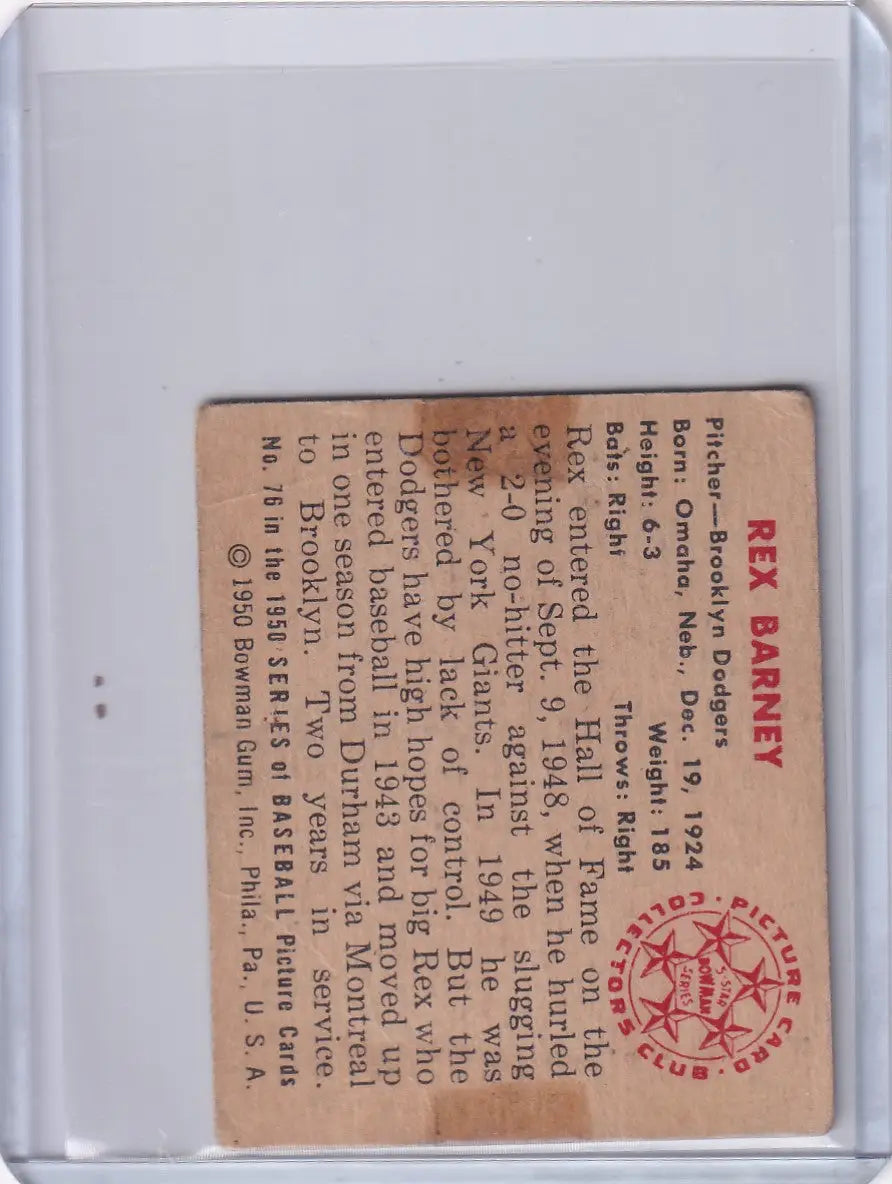 REX BARNEY
Pitcher—Brooklyn Dodgers
Born: Omaha, Neb., Dec. 19, 1924
Height: 6-3 Weight: 185
Bats: Right Throws: Right
PICTURE CARD COLLECTORS CLUB
5-STAR
BOWMAN
SERIES
Rex entered the Hall of Fame on the
evening of Sept. 9, 1948, when he hurled
a 2-0 no-hitter against the slugging
New York Giants. In 1949 he was
bothered by lack of control. But the
Dodgers have high hopes for big Rex who
entered baseball in 1943 and moved up
in one season from Durham via Montreal
to Brooklyn. Two years in service.
No. 76 in the 1950 SERIES of BASEBALL Picture Cards
© 1950 Bowman Gum, Inc., Phila., Pa., U. S. A.